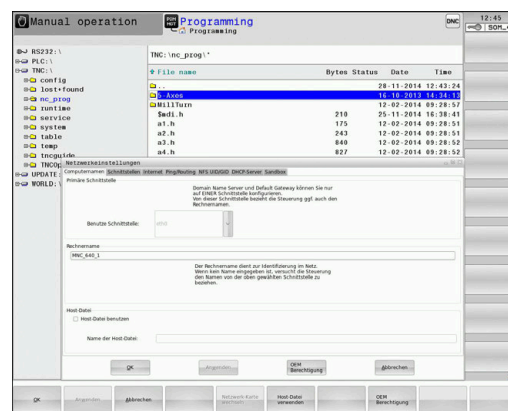 Manual operation
PGM MGT
Programming
Programming
DNC
12:45
SOM_
RS232:\
PLC:\
TNC:\
config
lost+found
nc_prog
runtime
service
system
table
temp
tncguide
UPDATE:
WORLD:\
TNC:\nc_prog\*
File name Bytes Status Date Time
.. 28-11-2014 12:43:24
5-Axes 16-10-2013 14:34:13
MillTurn 12-02-2014 09:28:57
$mdi.h 210 25-11-2014 16:38:41
a1.h 175 12-02-2014 09:28:51
a2.h 243 12-02-2014 09:28:51
a3.h 840 12-02-2014 09:28:52
a4.h 827 12-02-2014 09:28:52
Netzwerkeinstellungen
Computernamen Schnittstellen Internet Ping/Routing NFS UID/GID DHCP-Server Sandbox
Primäre Schnittstelle
Domain Name Server und Default Gateway können Sie nur
auf EINER Schnittstelle konfigurieren.
Von dieser Schnittstelle bezieht die Steuerung ggf. auch den
Rechnernamen.
Benutze Schnittstelle:
Rechnername
MNC_640_1
Der Rechnername dient zur Identifizierung im Netz.
Wenn kein Name eingegeben ist, versucht die Steuerung
den Namen von der oben gewählten Schnittstelle zu
beziehen.
Host-Datei
Host-Datei benutzen
Name der Host-Datei:
OK Anwenden OEM Berechtigung Abbrechen
OK Anwenden Abbrechen Netzwerk-Karte Host-Datei verwenden OEM Berechtigung